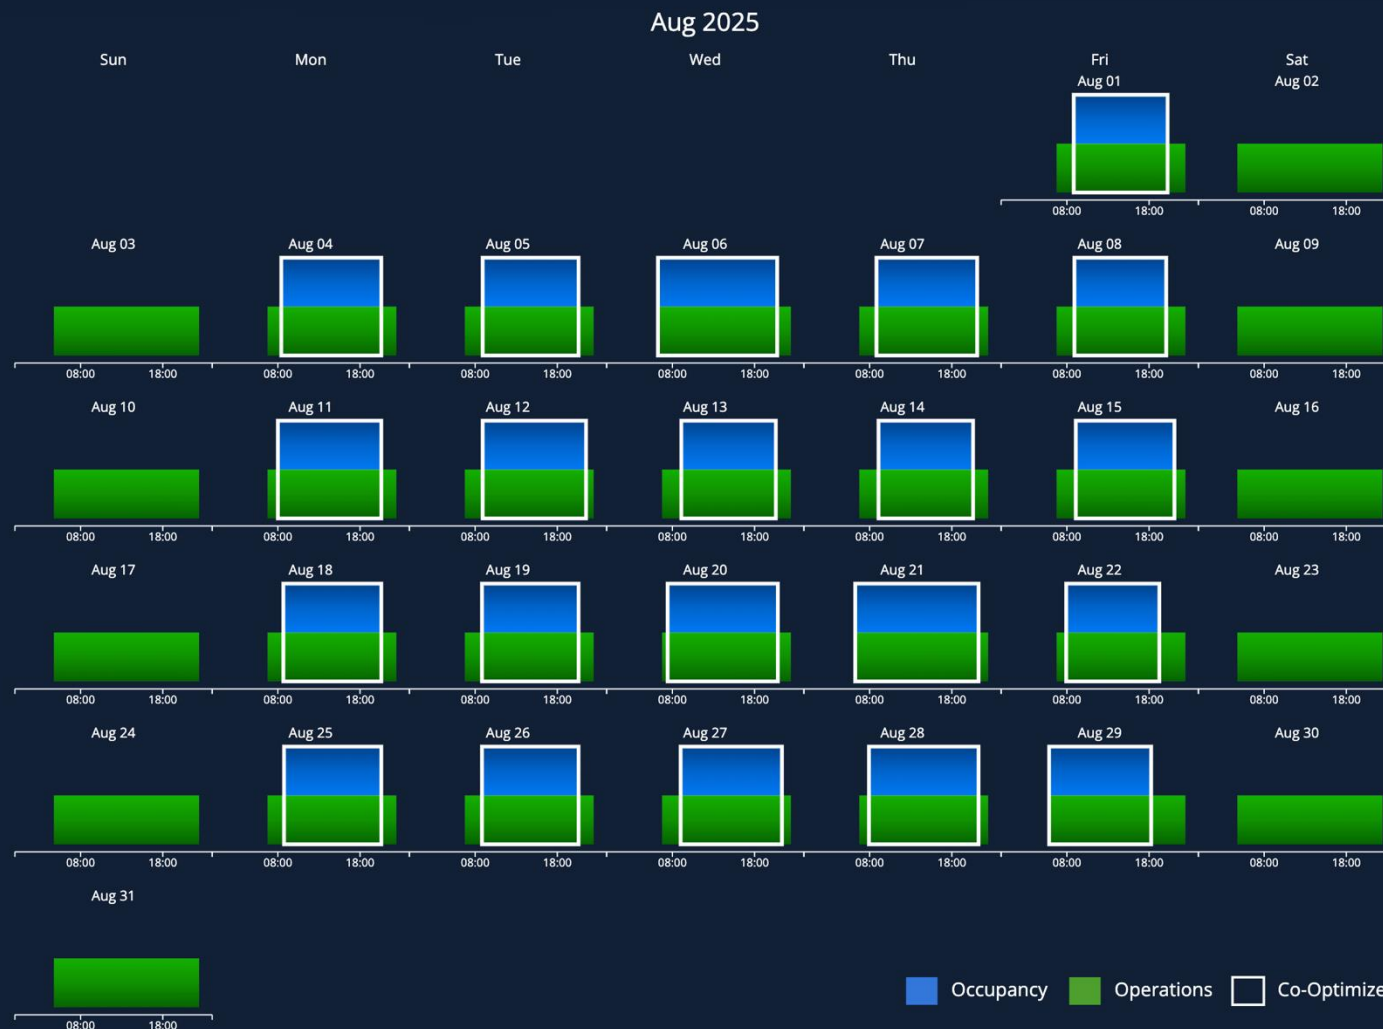 Aug 2025
Sun Mon Tue Wed Thu Fri Sat
Aug 01 Aug 02
08:00 18:00 08:00 18:00
Aug 03 Aug 04 Aug 05 Aug 06 Aug 07 Aug 08 Aug 09
08:00 18:00 08:00 18:00 08:00 18:00 08:00 18:00 08:00 18:00 08:00 18:00 08:00 18:00
Aug 10 Aug 11 Aug 12 Aug 13 Aug 14 Aug 15 Aug 16
08:00 18:00 08:00 18:00 08:00 18:00 08:00 18:00 08:00 18:00 08:00 18:00 08:00 18:00
Aug 17 Aug 18 Aug 19 Aug 20 Aug 21 Aug 22 Aug 23
08:00 18:00 08:00 18:00 08:00 18:00 08:00 18:00 08:00 18:00 08:00 18:00 08:00 18:00
Aug 24 Aug 25 Aug 26 Aug 27 Aug 28 Aug 29 Aug 30
08:00 18:00 08:00 18:00 08:00 18:00 08:00 18:00 08:00 18:00 08:00 18:00 08:00 18:00
Aug 31
Occupancy Operations Co-Optimize
08:00 18:00